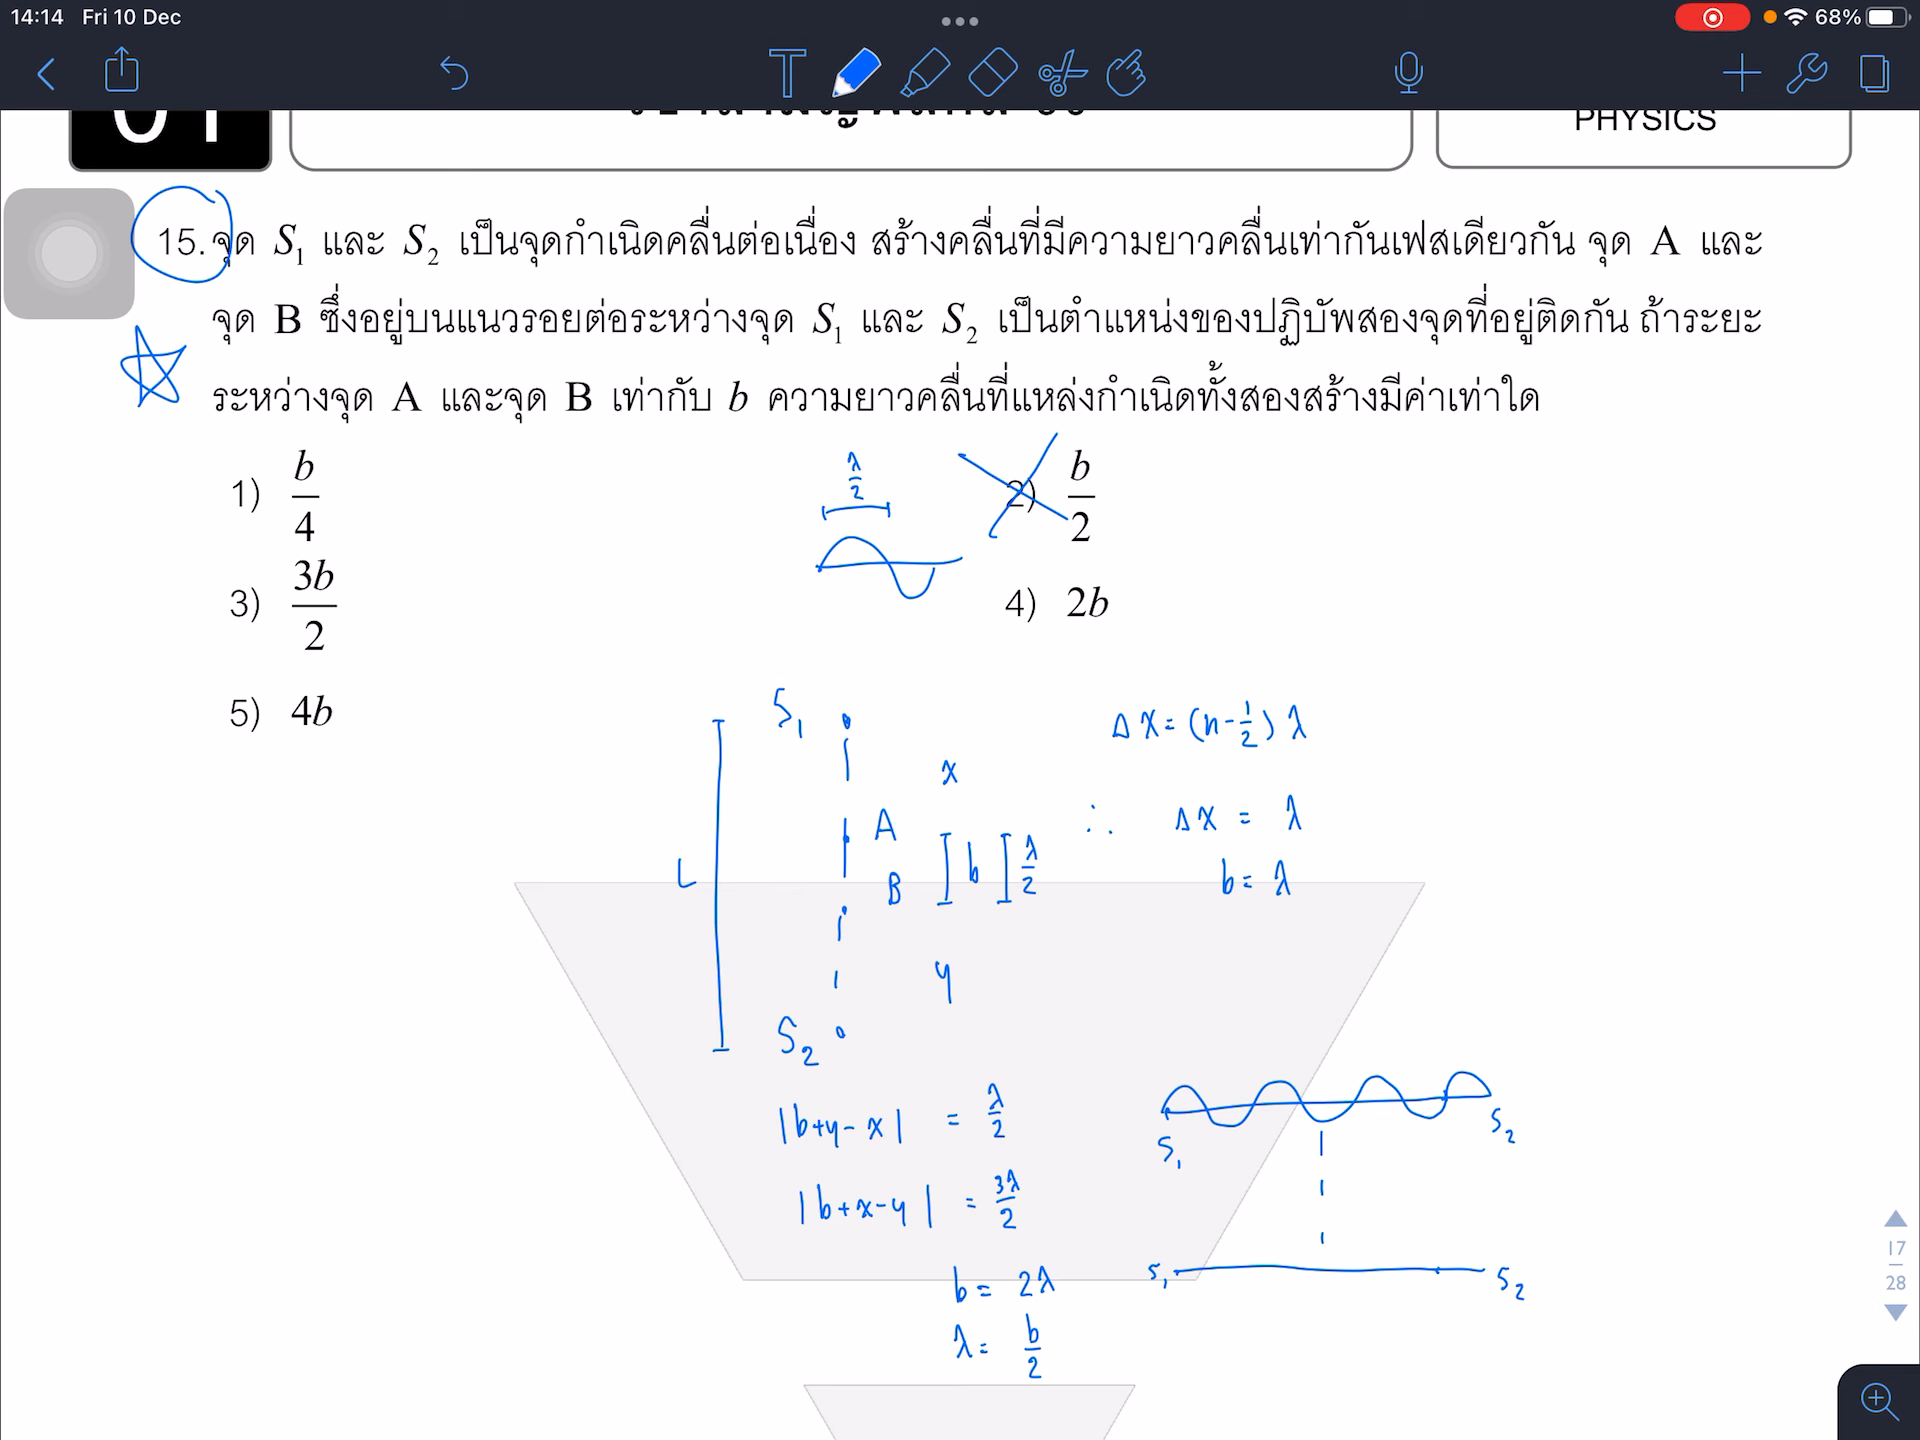 14:14 Fri 10 Dec
68%
01
PHYSICS
15. จุด S₁ และ S₂ เป็นจุดกำเนิดคลื่นต่อเนื่อง สร้างคลื่นที่มีความยาวคลื่นเท่ากันเฟสเดียวกัน จุด A และ
จุด B ซึ่งอยู่บนแนวรอยต่อระหว่างจุด S₁ และ S₂ เป็นตำแหน่งของปฏิบัพสองจุดที่อยู่ติดกัน ถ้าระยะ
ระหว่างจุด A และจุด B เท่ากับ b ความยาวคลื่นที่แหล่งกำเนิดทั้งสองสร้างมีค่าเท่าใด
1) b/4
λ/2
2) b/2
3) 3b/2
4) 2b
5) 4b
S₁
x
A
B
b
λ/2
L
y
S₂
Δx = (n - 1/2) λ
∴ Δx = λ
b = λ
|b+y-x| = λ/2
|b+x-y| = 3λ/2
b = 2λ
λ = b/2
S₁ S₂
S₁ S₂
17
28